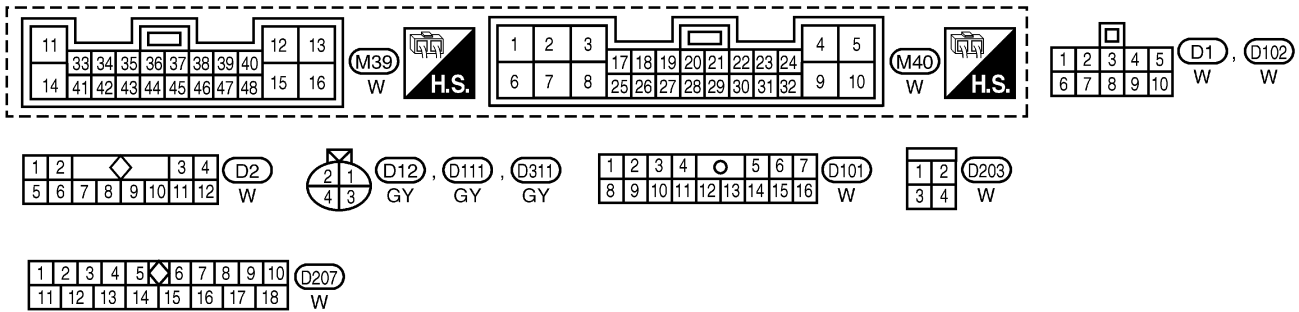 11 12 13
33 34 35 36 37 38 39 40
14 41 42 43 44 45 46 47 48 15 16
M39
W
H.S.
1 2 3 4 5
17 18 19 20 21 22 23 24
6 7 8 25 26 27 28 29 30 31 32 9 10
M40
W
H.S.
1 2 3 4 5
6 7 8 9 10
D1 , D102
W W
1 2 3 4
5 6 7 8 9 10 11 12
D2
W
2 1
4 3
D12 , D111 , D311
GY GY GY
1 2 3 4 5 6 7
8 9 10 11 12 13 14 15 16
D101
W
1 2
3 4
D203
W
1 2 3 4 5 6 7 8 9 10
11 12 13 14 15 16 17 18
D207
W